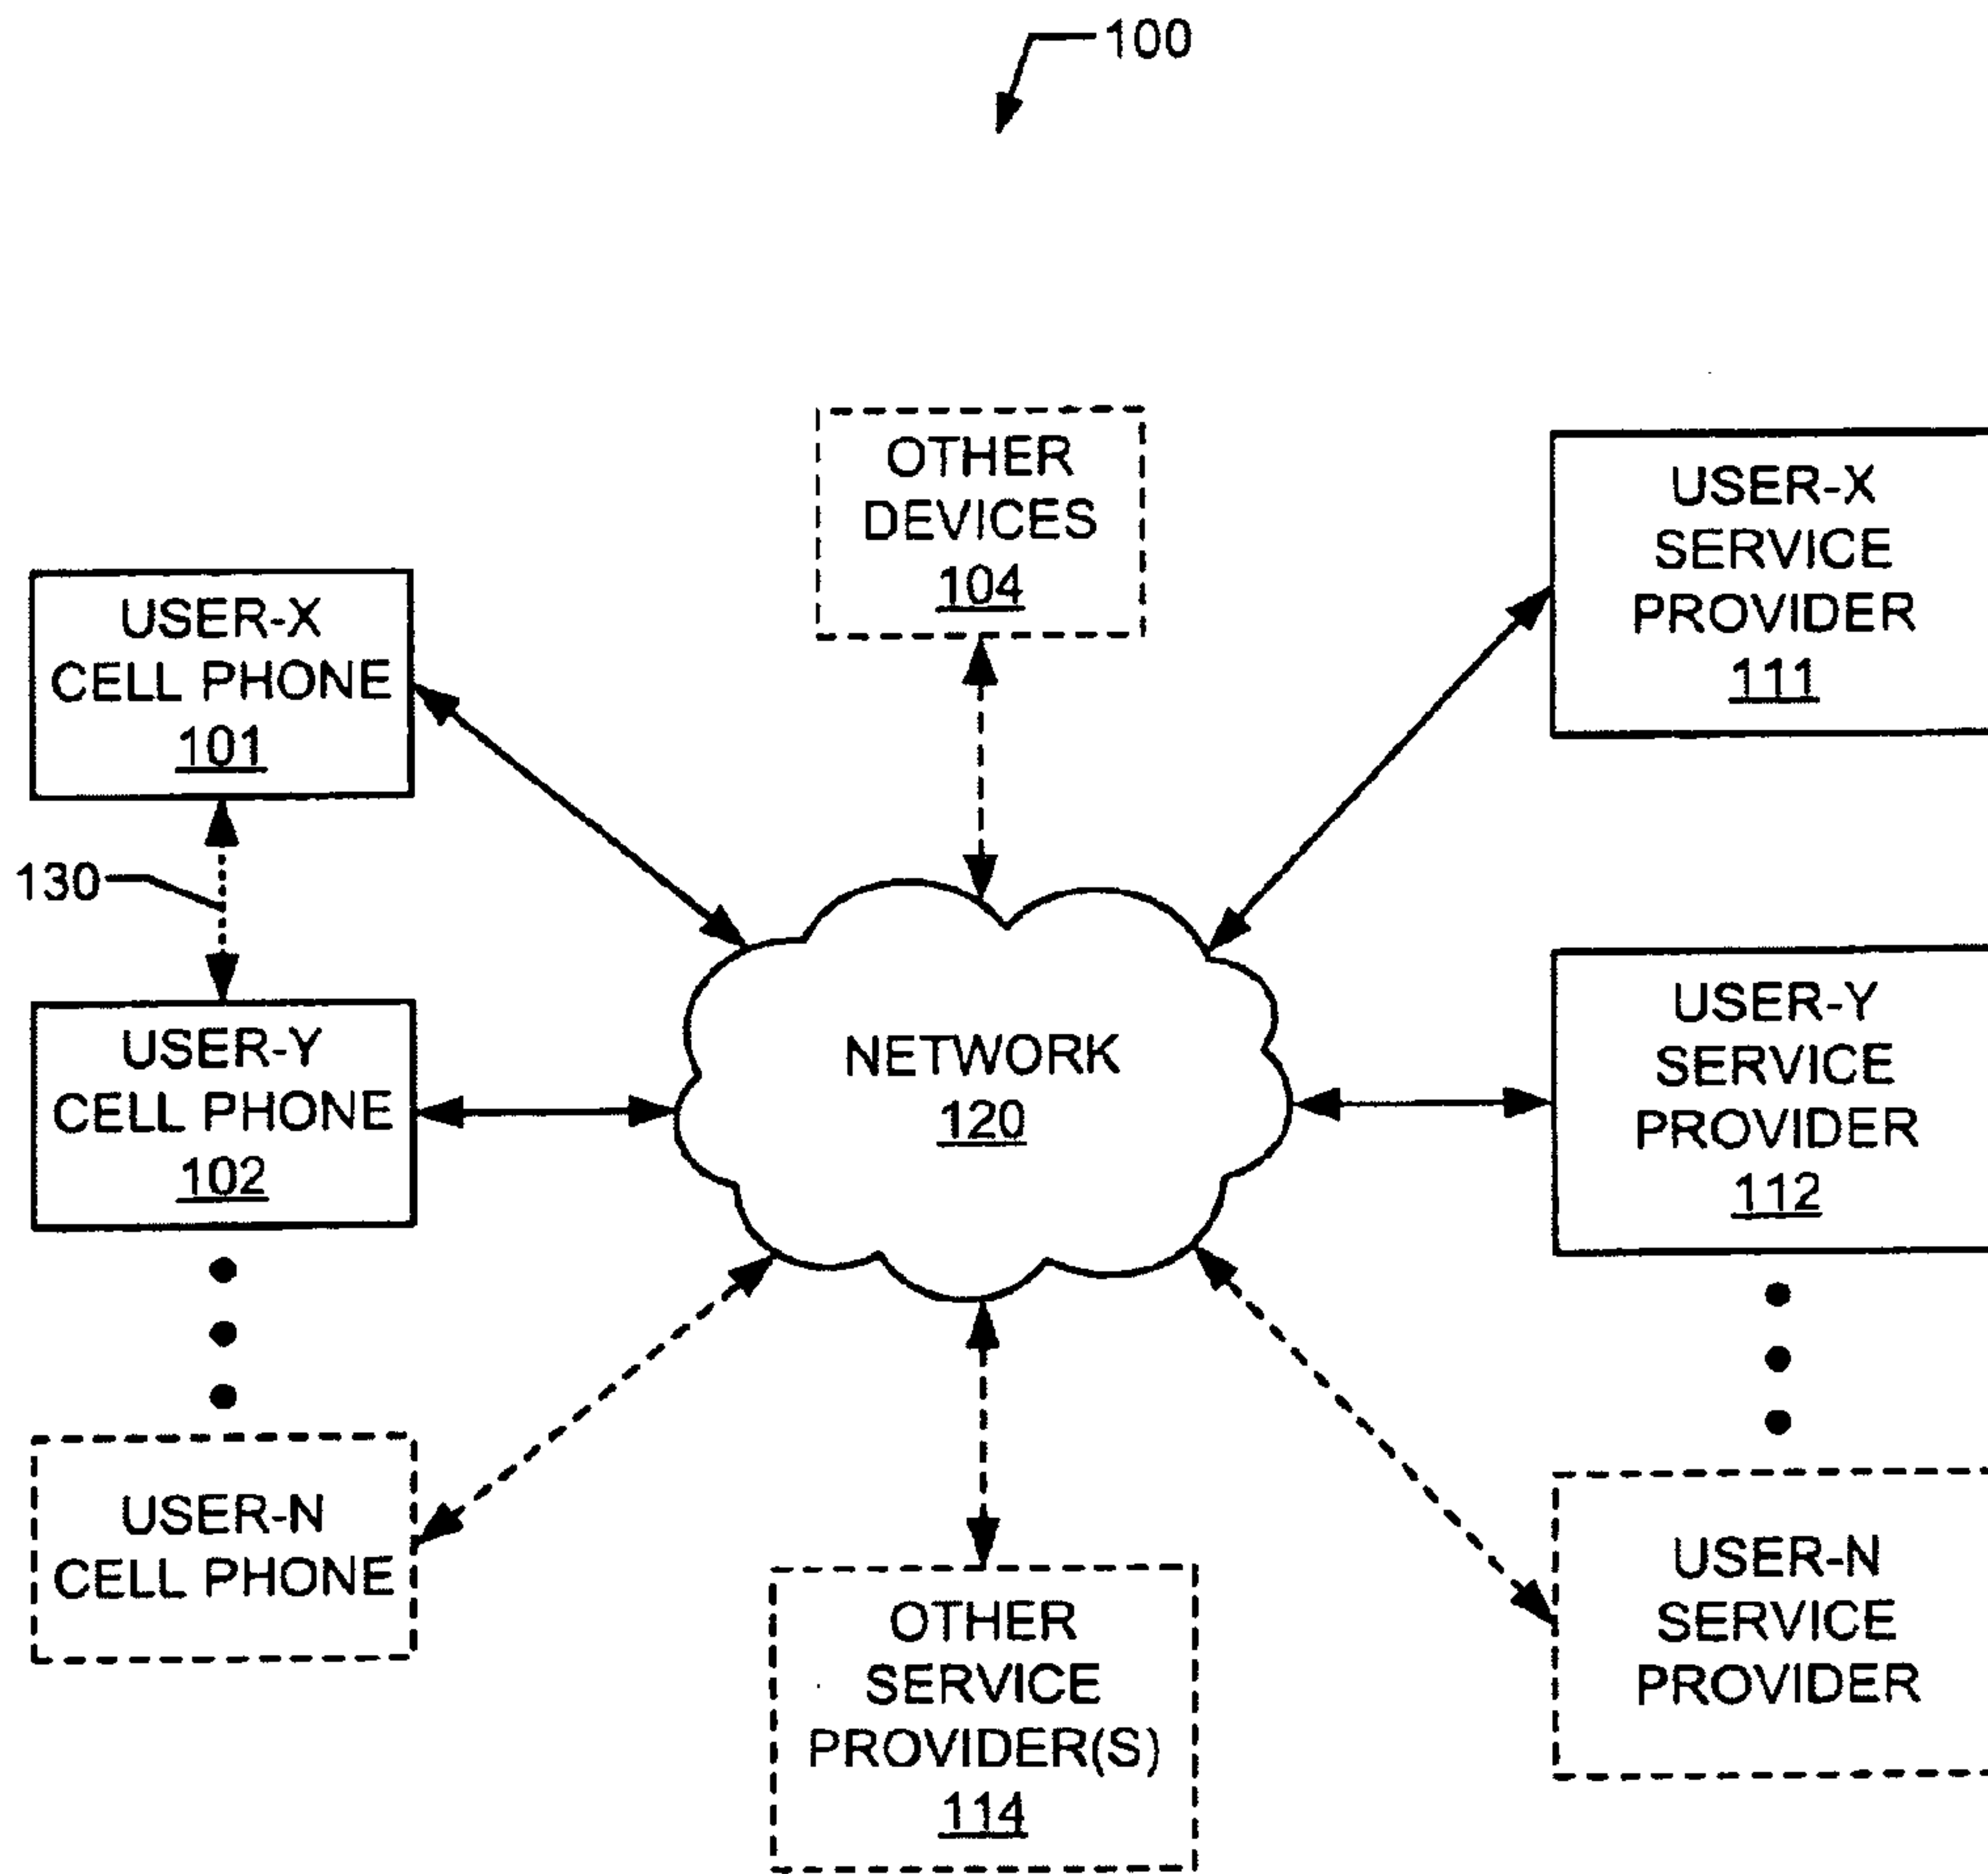 100
OTHER
DEVICES
104
USER-X
SERVICE
PROVIDER
111
USER-X
CELL PHONE
101
130
USER-Y
CELL PHONE
102
NETWORK
120
USER-Y
SERVICE
PROVIDER
112
USER-N
CELL PHONE
OTHER
SERVICE
PROVIDER(S)
114
USER-N
SERVICE
PROVIDER